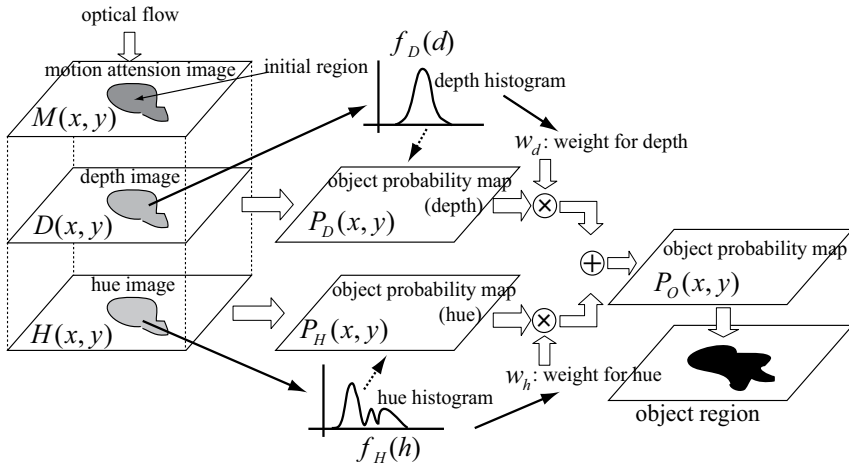 optical flow
motion attension image
initial region
M(x, y)
f_D(d)
depth histogram
w_d: weight for depth
depth image
D(x, y)
object probability map
(depth)
P_D(x, y)
hue image
H(x, y)
object probability map
(hue)
P_H(x, y)
object probability map
P_O(x, y)
w_h: weight for hue
hue histogram
f_H(h)
object region